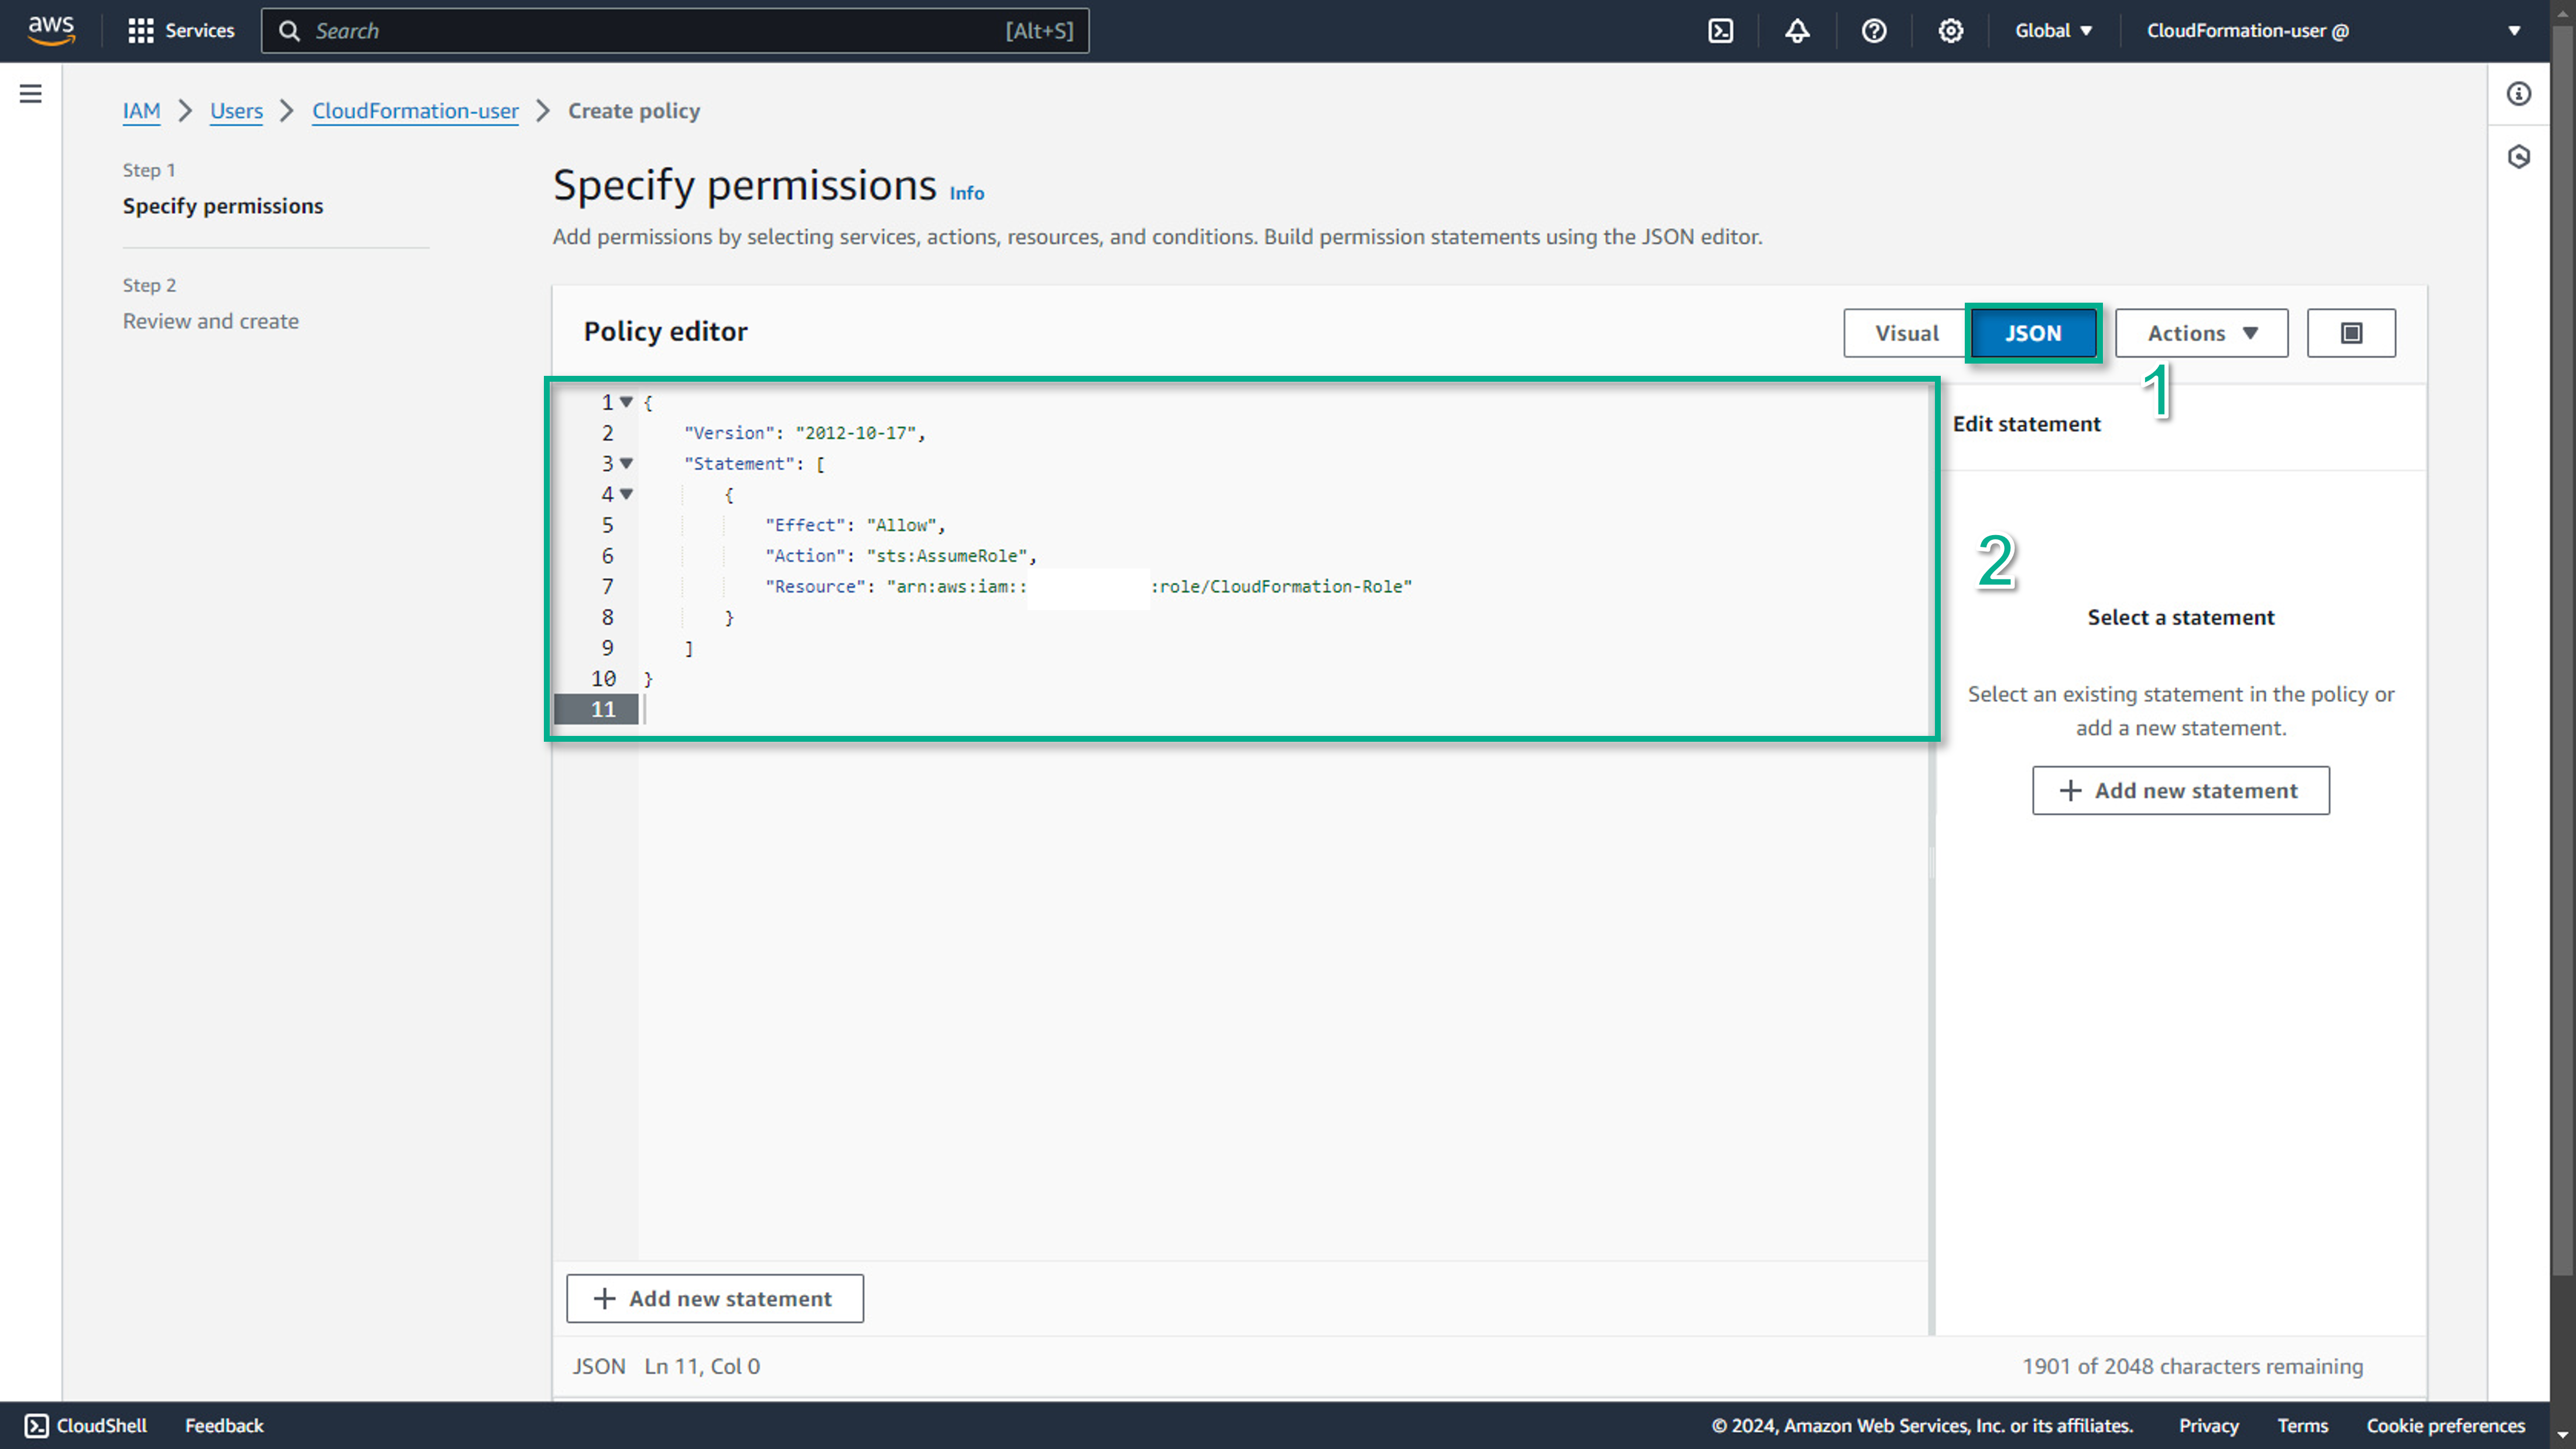 aws Services Search [Alt+S] Global CloudFormation-user @
IAM Users CloudFormation-user Create policy
Step 1
Specify permissions
Step 2
Review and create
Specify permissions Info
Add permissions by selecting services, actions, resources, and conditions. Build permission statements using the JSON editor.
Policy editor
Visual JSON Actions
1
1 {
2 "Version": "2012-10-17",
3 "Statement": [
4 {
5 "Effect": "Allow",
6 "Action": "sts:AssumeRole",
7 "Resource": "arn:aws:iam:: :role/CloudFormation-Role"
8 }
9 ]
10 }
11
Edit statement
2
Select a statement
Select an existing statement in the policy or
add a new statement.
+ Add new statement
+ Add new statement
JSON Ln 11, Col 0
1901 of 2048 characters remaining
CloudShell Feedback © 2024, Amazon Web Services, Inc. or its affiliates. Privacy Terms Cookie preferences